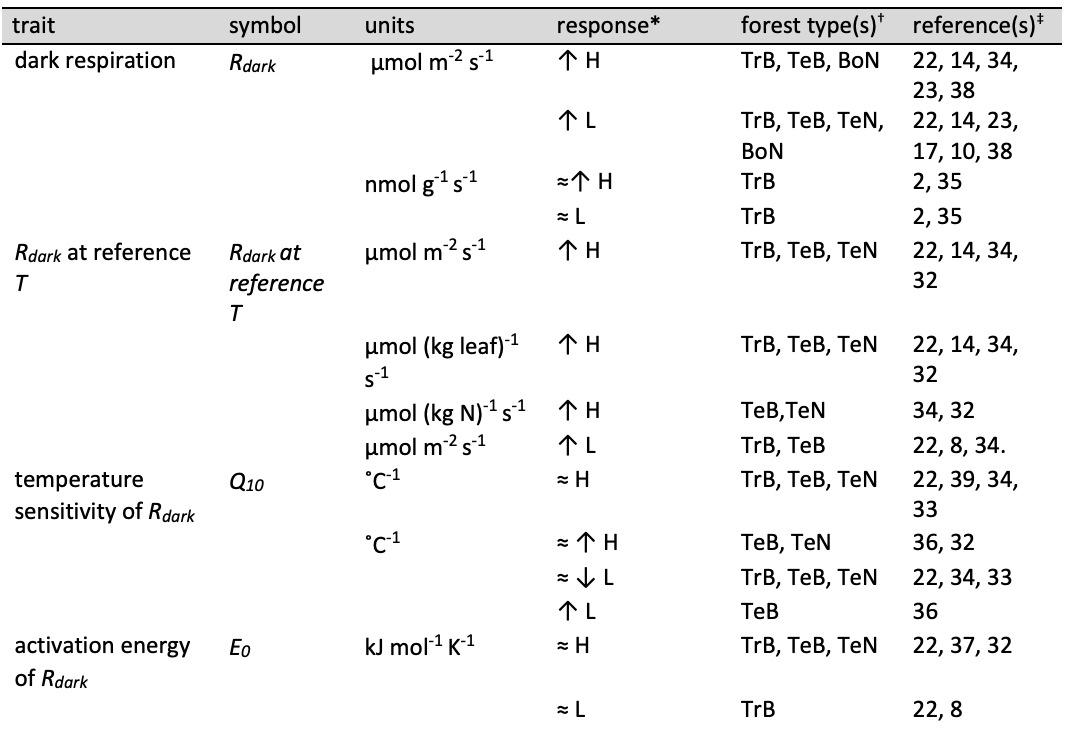 trait symbol units response* forest type(s)† reference(s)‡
dark respiration R_dark µmol m⁻² s⁻¹ ↑ H TrB, TeB, BoN 22, 14, 34,
23, 38
↑ L TrB, TeB, TeN, 22, 14, 23,
BoN 17, 10, 38
nmol g⁻¹ s⁻¹ ≈↑ H TrB 2, 35
≈ L TrB 2, 35
R_dark at reference R_dark at µmol m⁻² s⁻¹ ↑ H TrB, TeB, TeN 22, 14, 34,
T reference 32
T
µmol (kg leaf)⁻¹ ↑ H TrB, TeB, TeN 22, 14, 34,
s⁻¹ 32
µmol (kg N)⁻¹ s⁻¹ ↑ H TeB,TeN 34, 32
µmol m⁻² s⁻¹ ↑ L TrB, TeB 22, 8, 34.
temperature Q₁₀ ˚C⁻¹ ≈ H TrB, TeB, TeN 22, 39, 34,
sensitivity of R_dark 33
˚C⁻¹ ≈ ↑ H TeB, TeN 36, 32
≈ ↓ L TrB, TeB, TeN 22, 34, 33
↑ L TeB 36
activation energy E₀ kJ mol⁻¹ K⁻¹ ≈ H TrB, TeB, TeN 22, 37, 32
of R_dark
≈ L TrB 22, 8